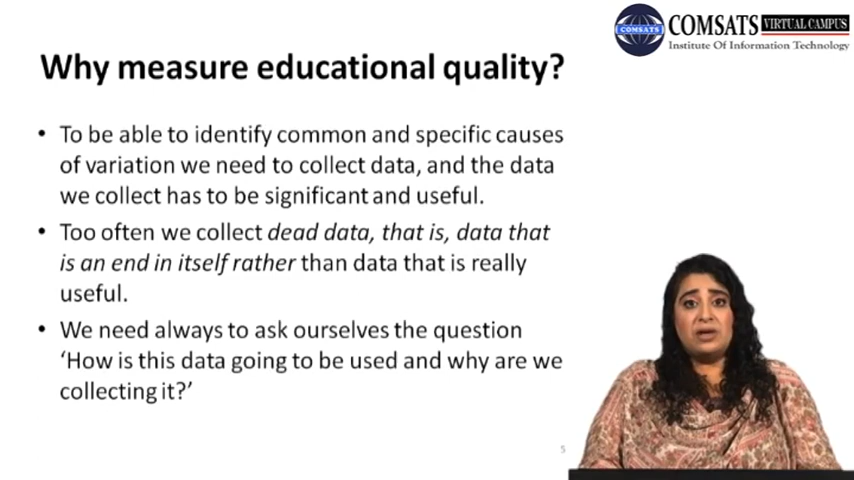 COMSATS
COMSATS VIRTUAL CAMPUS
Institute Of Information Technology
Why measure educational quality?
• To be able to identify common and specific causes
of variation we need to collect data, and the data
we collect has to be significant and useful.
• Too often we collect dead data, that is, data that
is an end in itself rather than data that is really
useful.
• We need always to ask ourselves the question
‘How is this data going to be used and why are we
collecting it?’
5